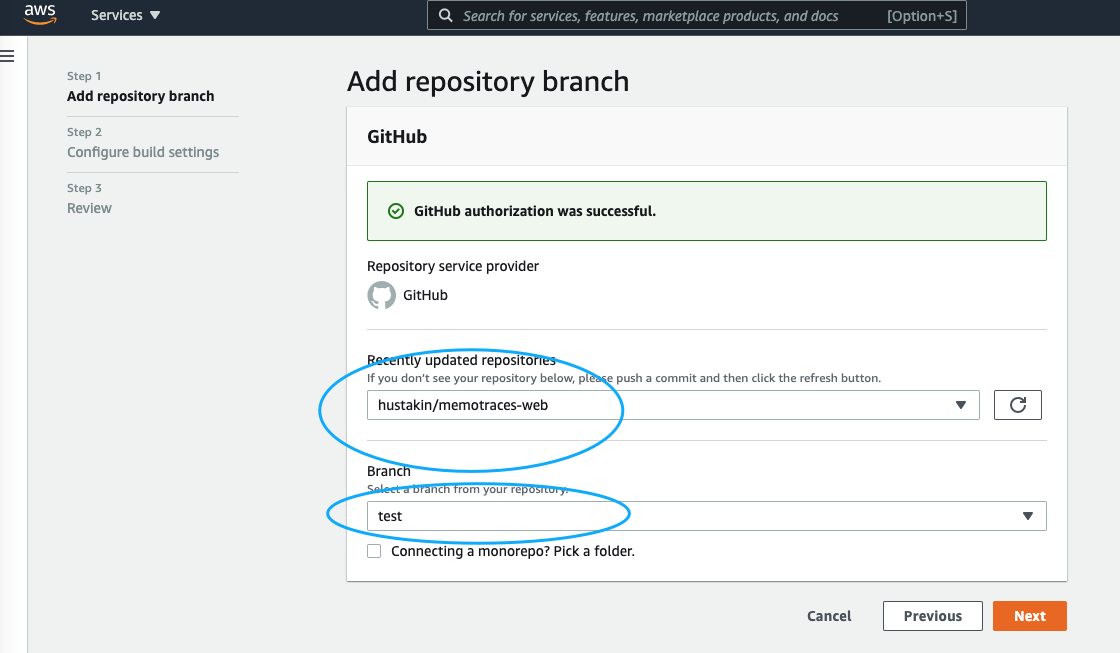 aws
Services
Search for services, features, marketplace products, and docs [Option+S]
Step 1
Add repository branch
Step 2
Configure build settings
Step 3
Review
Add repository branch
GitHub
GitHub authorization was successful.
Repository service provider
GitHub
Recently updated repositories
If you don't see your repository below, please push a commit and then click the refresh button.
hustakin/memotraces-web
Branch
Select a branch from your repository.
test
Connecting a monorepo? Pick a folder.
Cancel
Previous
Next